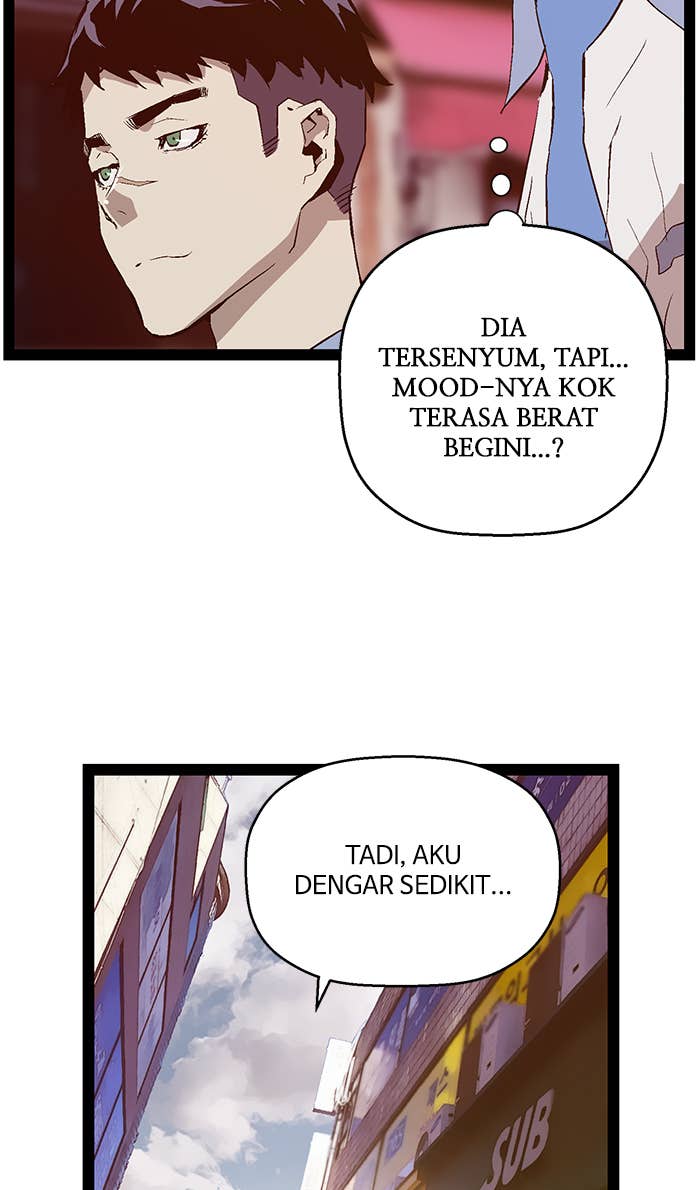 DIA
TERSENYUM, TAPI...
MOOD-NYA KOK
TERASA BERAT
BEGINI...?
TADI, AKU
DENGAR SEDIKIT...
SUB